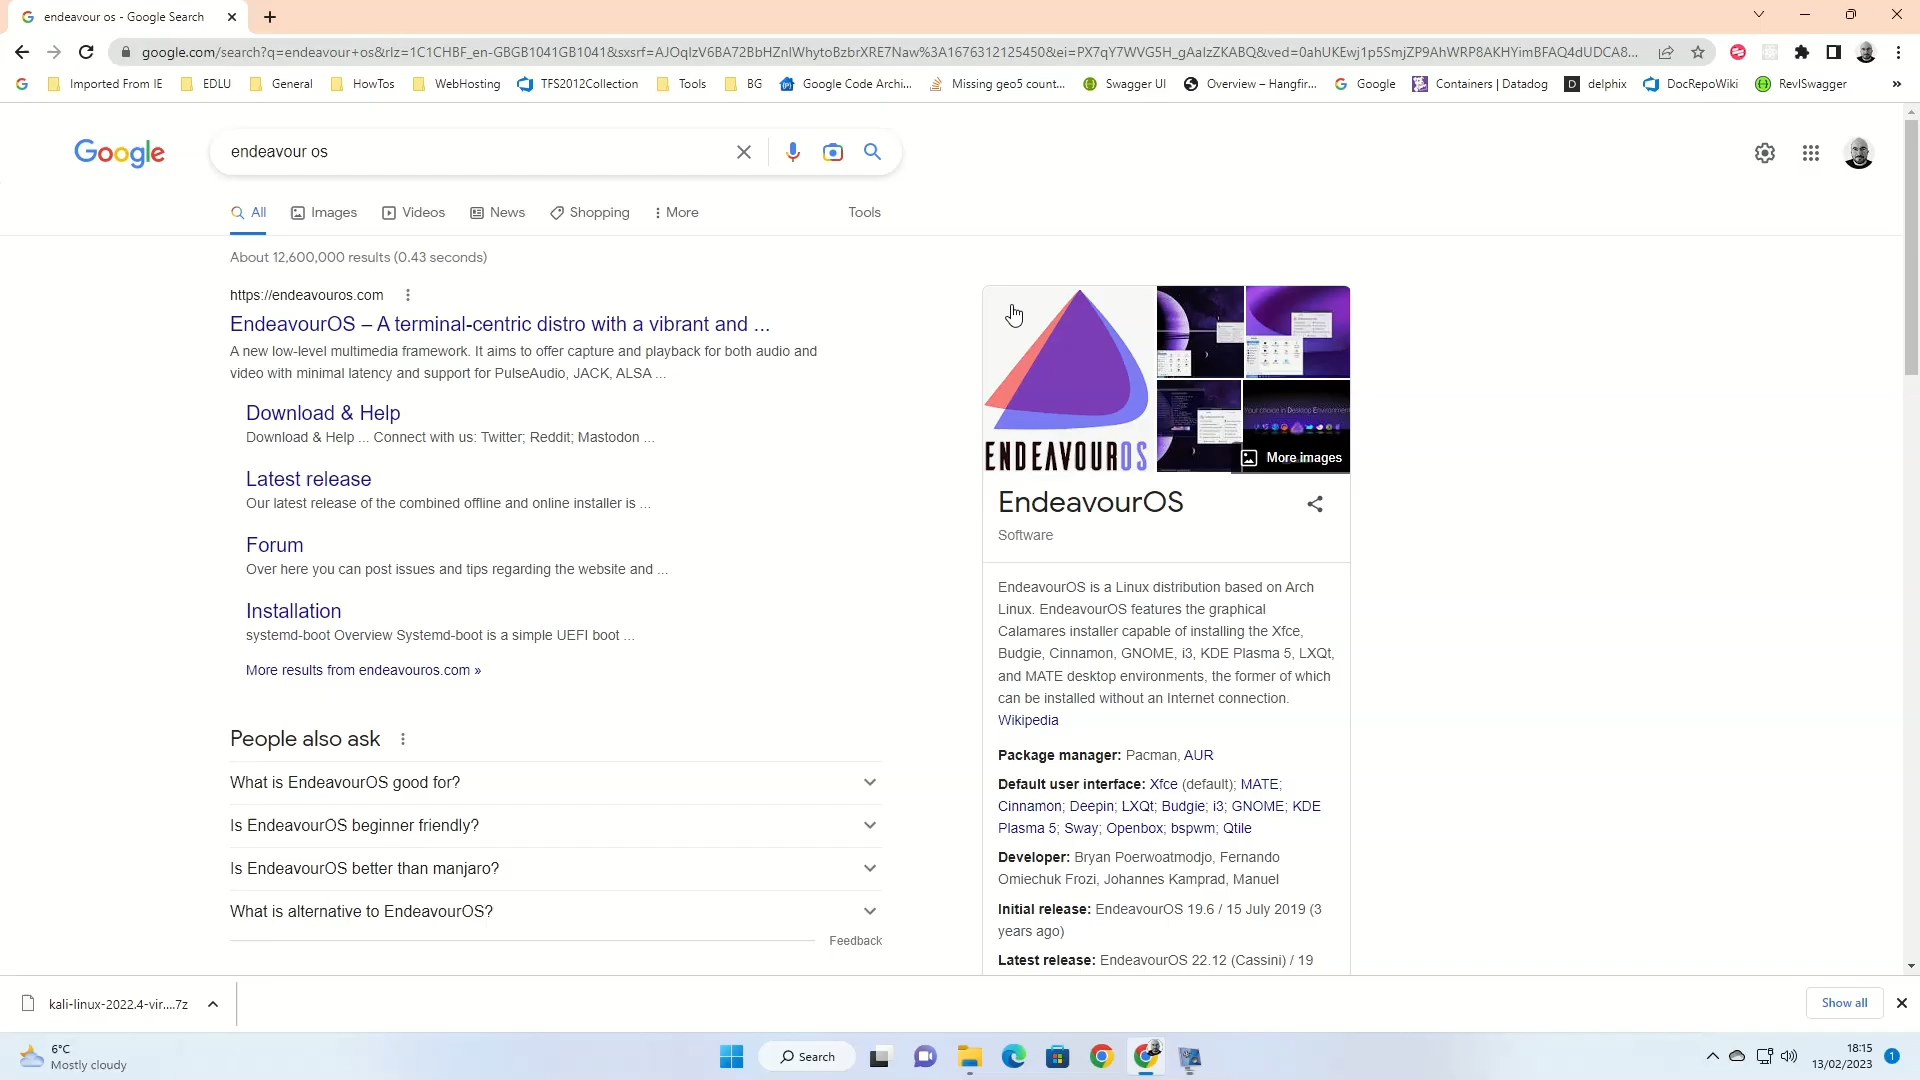 endeavour os - Google Search
google.com/search?q=endeavour+os&rlz=1C1CHBF_en-GBGB1041GB1041&sxsrf=AJOqlzV6BA72BbHZnlWhytoBzbrXRE7Naw%3A1676312125450&ei=PX7qY7WVG5H_gAaIzZKABQ&ved=0ahUKEwj1p5SmjZP9AhWRP8AKHYimBFAQ4dUDCA8...
Imported From IE EDLU General HowTos WebHosting TFS2012Collection Tools BG Google Code Archi... Missing geo5 count... Swagger UI Overview – Hangfir... Google Containers | Datadog delphix DocRepoWiki RevlSwagger »
Google
endeavour os
All Images Videos News Shopping More Tools
About 12,600,000 results (0.43 seconds)
https://endeavouros.com
EndeavourOS – A terminal-centric distro with a vibrant and ...
A new low-level multimedia framework. It aims to offer capture and playback for both audio and
video with minimal latency and support for PulseAudio, JACK, ALSA ...
Download & Help
Download & Help ... Connect with us: Twitter; Reddit; Mastodon ...
Latest release
Our latest release of the combined offline and online installer is ...
Forum
Over here you can post issues and tips regarding the website and ...
Installation
systemd-boot Overview Systemd-boot is a simple UEFI boot ...
More results from endeavouros.com »
People also ask
What is EndeavourOS good for?
Is EndeavourOS beginner friendly?
Is EndeavourOS better than manjaro?
What is alternative to EndeavourOS?
Feedback
ENDEAVOUROS
Your choice in Desktop Environmen
More images
EndeavourOS
Software
EndeavourOS is a Linux distribution based on Arch
Linux. EndeavourOS features the graphical
Calamares installer capable of installing the Xfce,
Budgie, Cinnamon, GNOME, i3, KDE Plasma 5, LXQt,
and MATE desktop environments, the former of which
can be installed without an Internet connection.
Wikipedia
Package manager: Pacman, AUR
Default user interface: Xfce (default); MATE;
Cinnamon; Deepin; LXQt; Budgie; i3; GNOME; KDE
Plasma 5; Sway; Openbox; bspwm; Qtile
Developer: Bryan Poerwoatmodjo, Fernando
Omiechuk Frozi, Johannes Kamprad, Manuel
Initial release: EndeavourOS 19.6 / 15 July 2019 (3
years ago)
Latest release: EndeavourOS 22.12 (Cassini) / 19
kali-linux-2022.4-vir....7z
Show all
6°C
Mostly cloudy
Search
18:15
13/02/2023
1